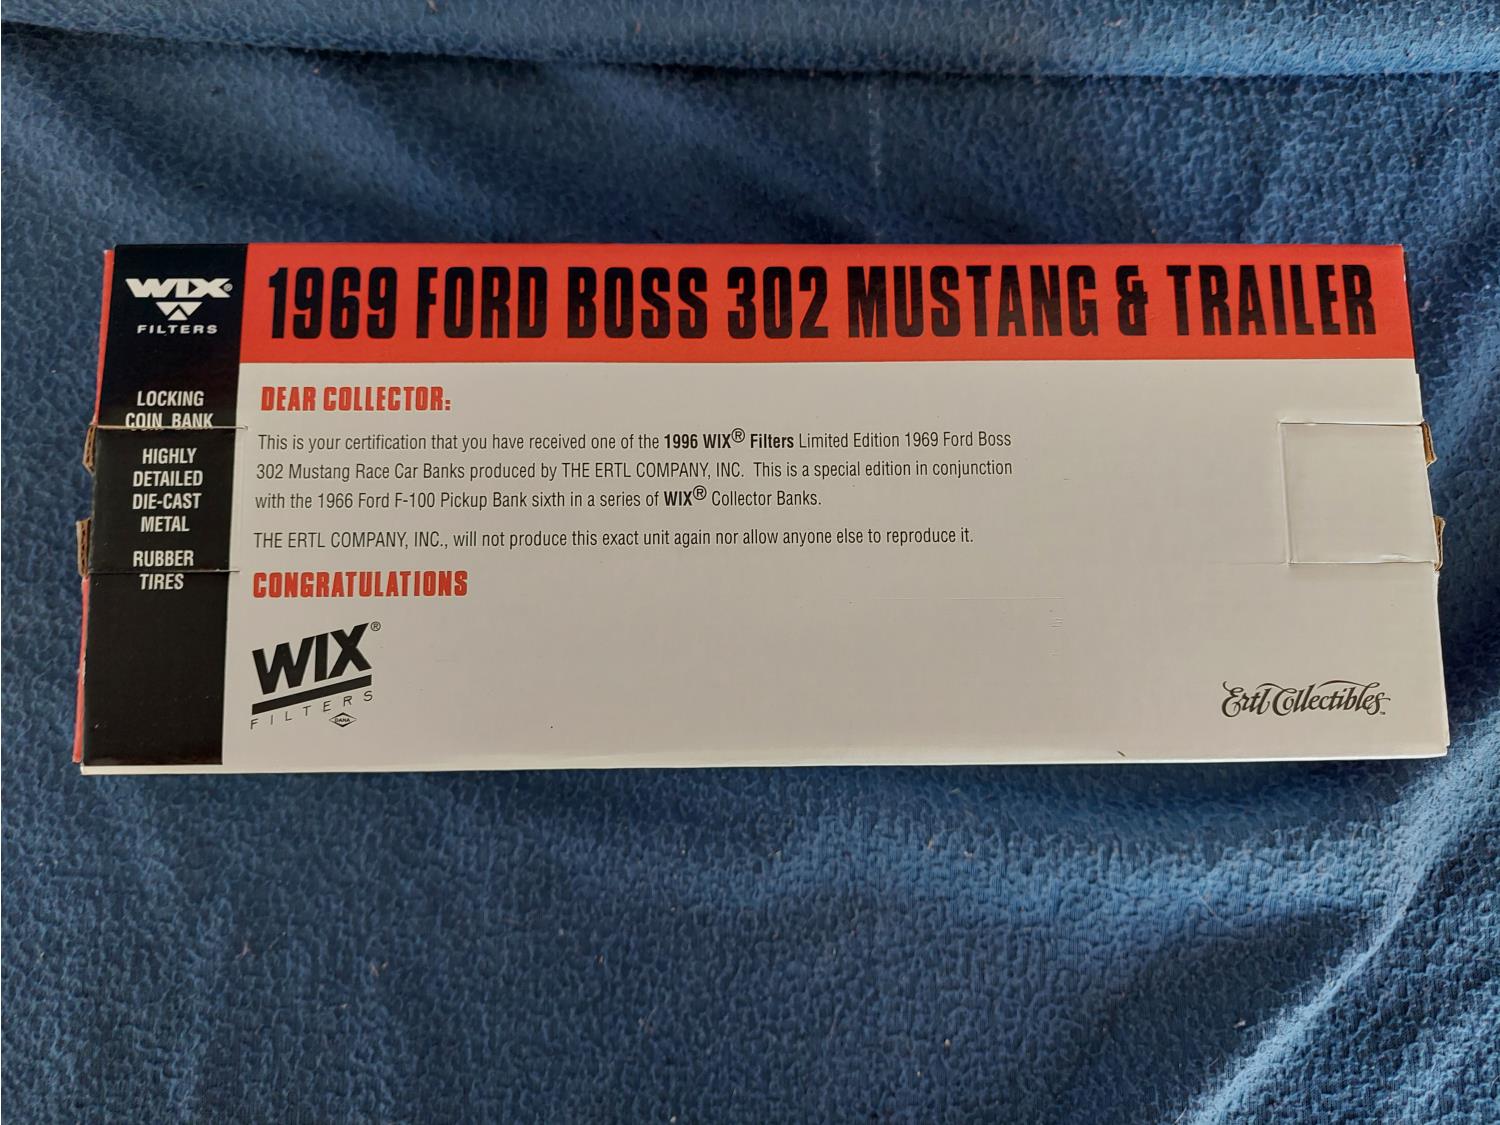 WIX®
FILTERS
1969 FORD BOSS 302 MUSTANG & TRAILER
LOCKING
COIN BANK
HIGHLY
DETAILED
DIE-CAST
METAL
RUBBER
TIRES
DEAR COLLECTOR:
This is your certification that you have received one of the 1996 WIX® Filters Limited Edition 1969 Ford Boss
302 Mustang Race Car Banks produced by THE ERTL COMPANY, INC. This is a special edition in conjunction
with the 1966 Ford F-100 Pickup Bank sixth in a series of WIX® Collector Banks.
THE ERTL COMPANY, INC., will not produce this exact unit again nor allow anyone else to reproduce it.
CONGRATULATIONS
WIX®
FILTERS
DANA
Ertl Collectibles™